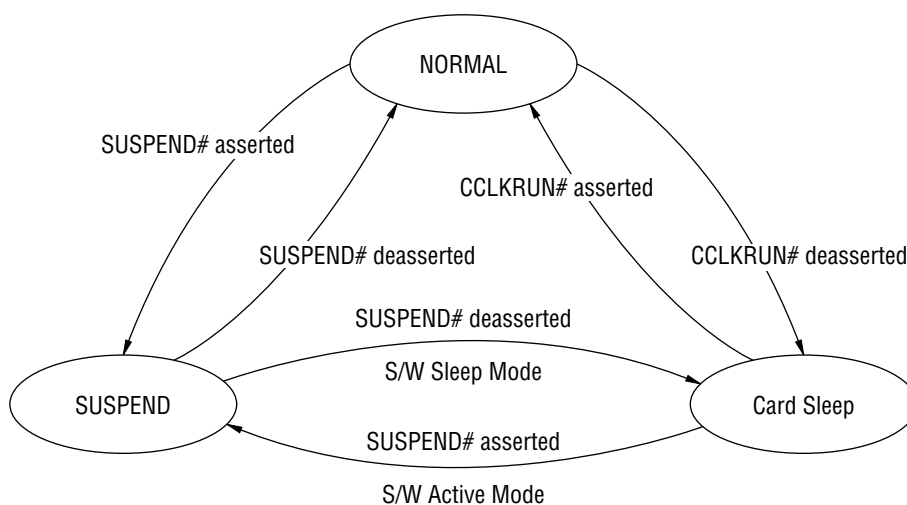 NORMAL
SUSPEND# asserted
CCLKRUN# asserted
SUSPEND# deasserted
CCLKRUN# deasserted
SUSPEND# deasserted
S/W Sleep Mode
SUSPEND
Card Sleep
SUSPEND# asserted
S/W Active Mode